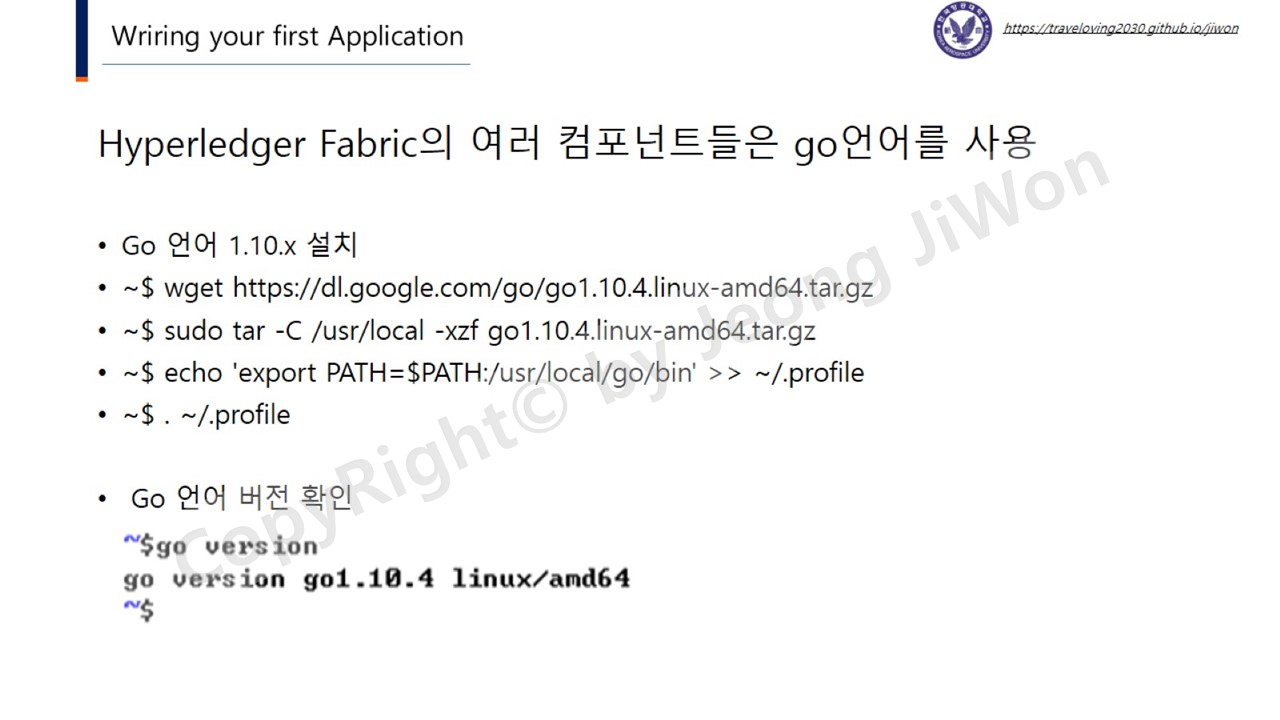 Wriring your first Application
https://traveloving2030.github.io/jiwon
Hyperledger Fabric의 여러 컴포넌트들은 go언어를 사용
• Go 언어 1.10.x 설치
• ~$ wget https://dl.google.com/go/go1.10.4.linux-amd64.tar.gz
• ~$ sudo tar -C /usr/local -xzf go1.10.4.linux-amd64.tar.gz
• ~$ echo 'export PATH=$PATH:/usr/local/go/bin' >> ~/.profile
• ~$ . ~/.profile
• Go 언어 버전 확인
~$go version
go version go1.10.4 linux/amd64
~$
CopyRight© by Jeong JiWon